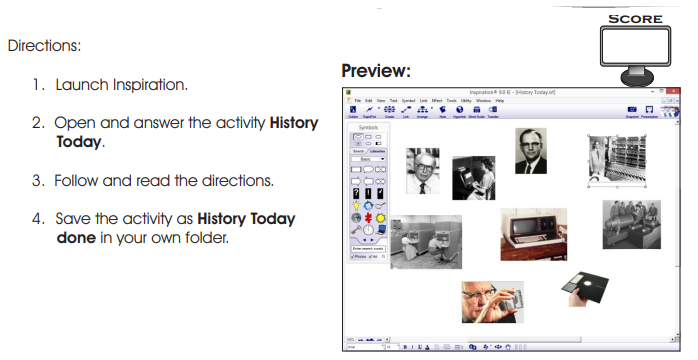 SCORE
Directions:
1. Launch Inspiration.
2. Open and answer the activity History
Today.
3. Follow and read the directions.
4. Save the activity as History Today
done in your own folder.
Preview:
Inspiration® 9.0 IE - [History Today.isf]
File Edit View Text Symbol Link Effect Tools Utility Window Help
Outline RapidFire Create Link Arrange Note Hyperlink Word Guide Transfer Snapshot Presentation
Symbols
Search Libraries
Basic
Enter search words
Photos Art
Arial